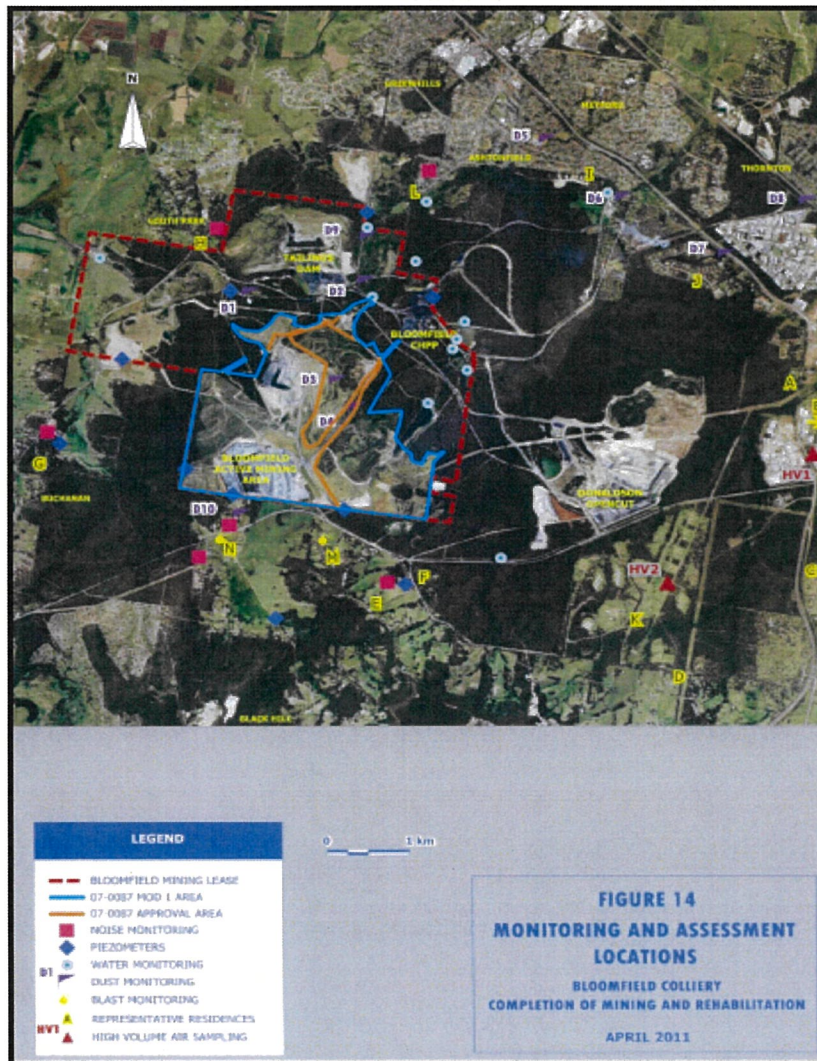 N
GREENHILLS
METFORD
D5
ASHTONFIELD
THORNTON
I
D6
D8
L
LOUTH PARK
H
D9
D7
TAILINGS
DAM
J
D1
D2
BLOOMFIELD
CHPP
A
D3
D4
B
G
BLOOMFIELD
ACTIVE MINING
AREA
HV1
BUCHANAN
D10
DONALDSON
OPENCUT
N
M
HV2
C
F
E
K
D
BLACK HILL
LEGEND
BLOOMFIELD MINING LEASE
07-0087 MOD 1 AREA
07-0087 APPROVAL AREA
NOISE MONITORING
PIEZOMETERS
WATER MONITORING
D1 DUST MONITORING
BLAST MONITORING
A REPRESENTATIVE RESIDENCES
HV1 HIGH VOLUME AIR SAMPLING
0 1 km
FIGURE 14
MONITORING AND ASSESSMENT
LOCATIONS
BLOOMFIELD COLLIERY
COMPLETION OF MINING AND REHABILITATION
APRIL 2011